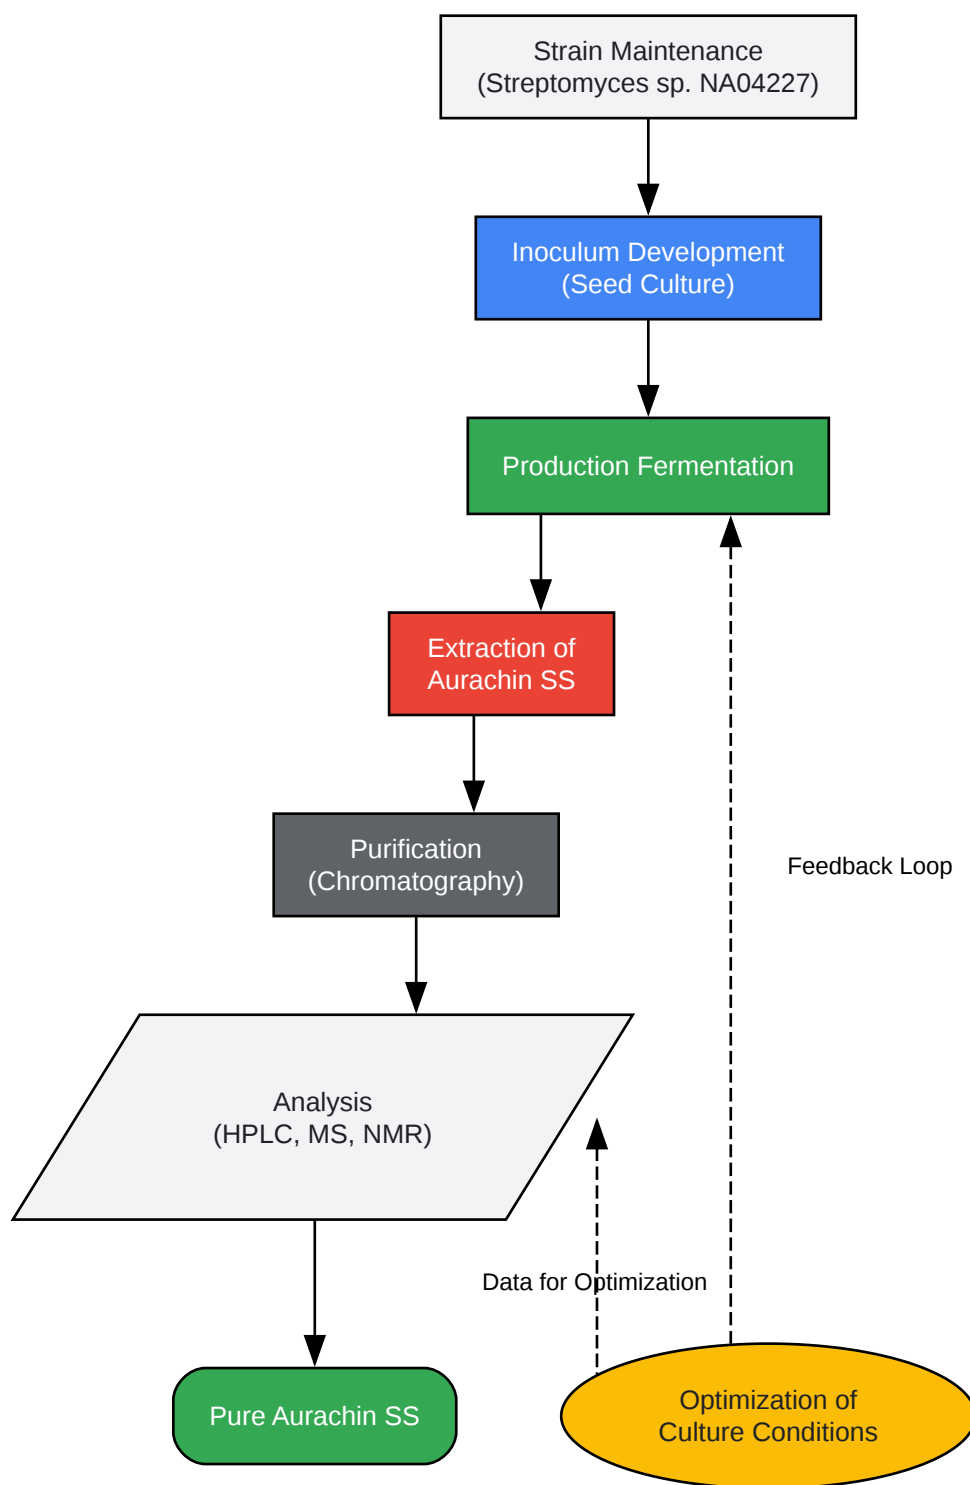 Strain Maintenance
(Streptomyces sp. NA04227)
Inoculum Development
(Seed Culture)
Production Fermentation
Extraction of
Aurachin SS
Purification
(Chromatography)
Feedback Loop
Analysis
(HPLC, MS, NMR)
Data for Optimization
Pure Aurachin SS
Optimization of
Culture Conditions